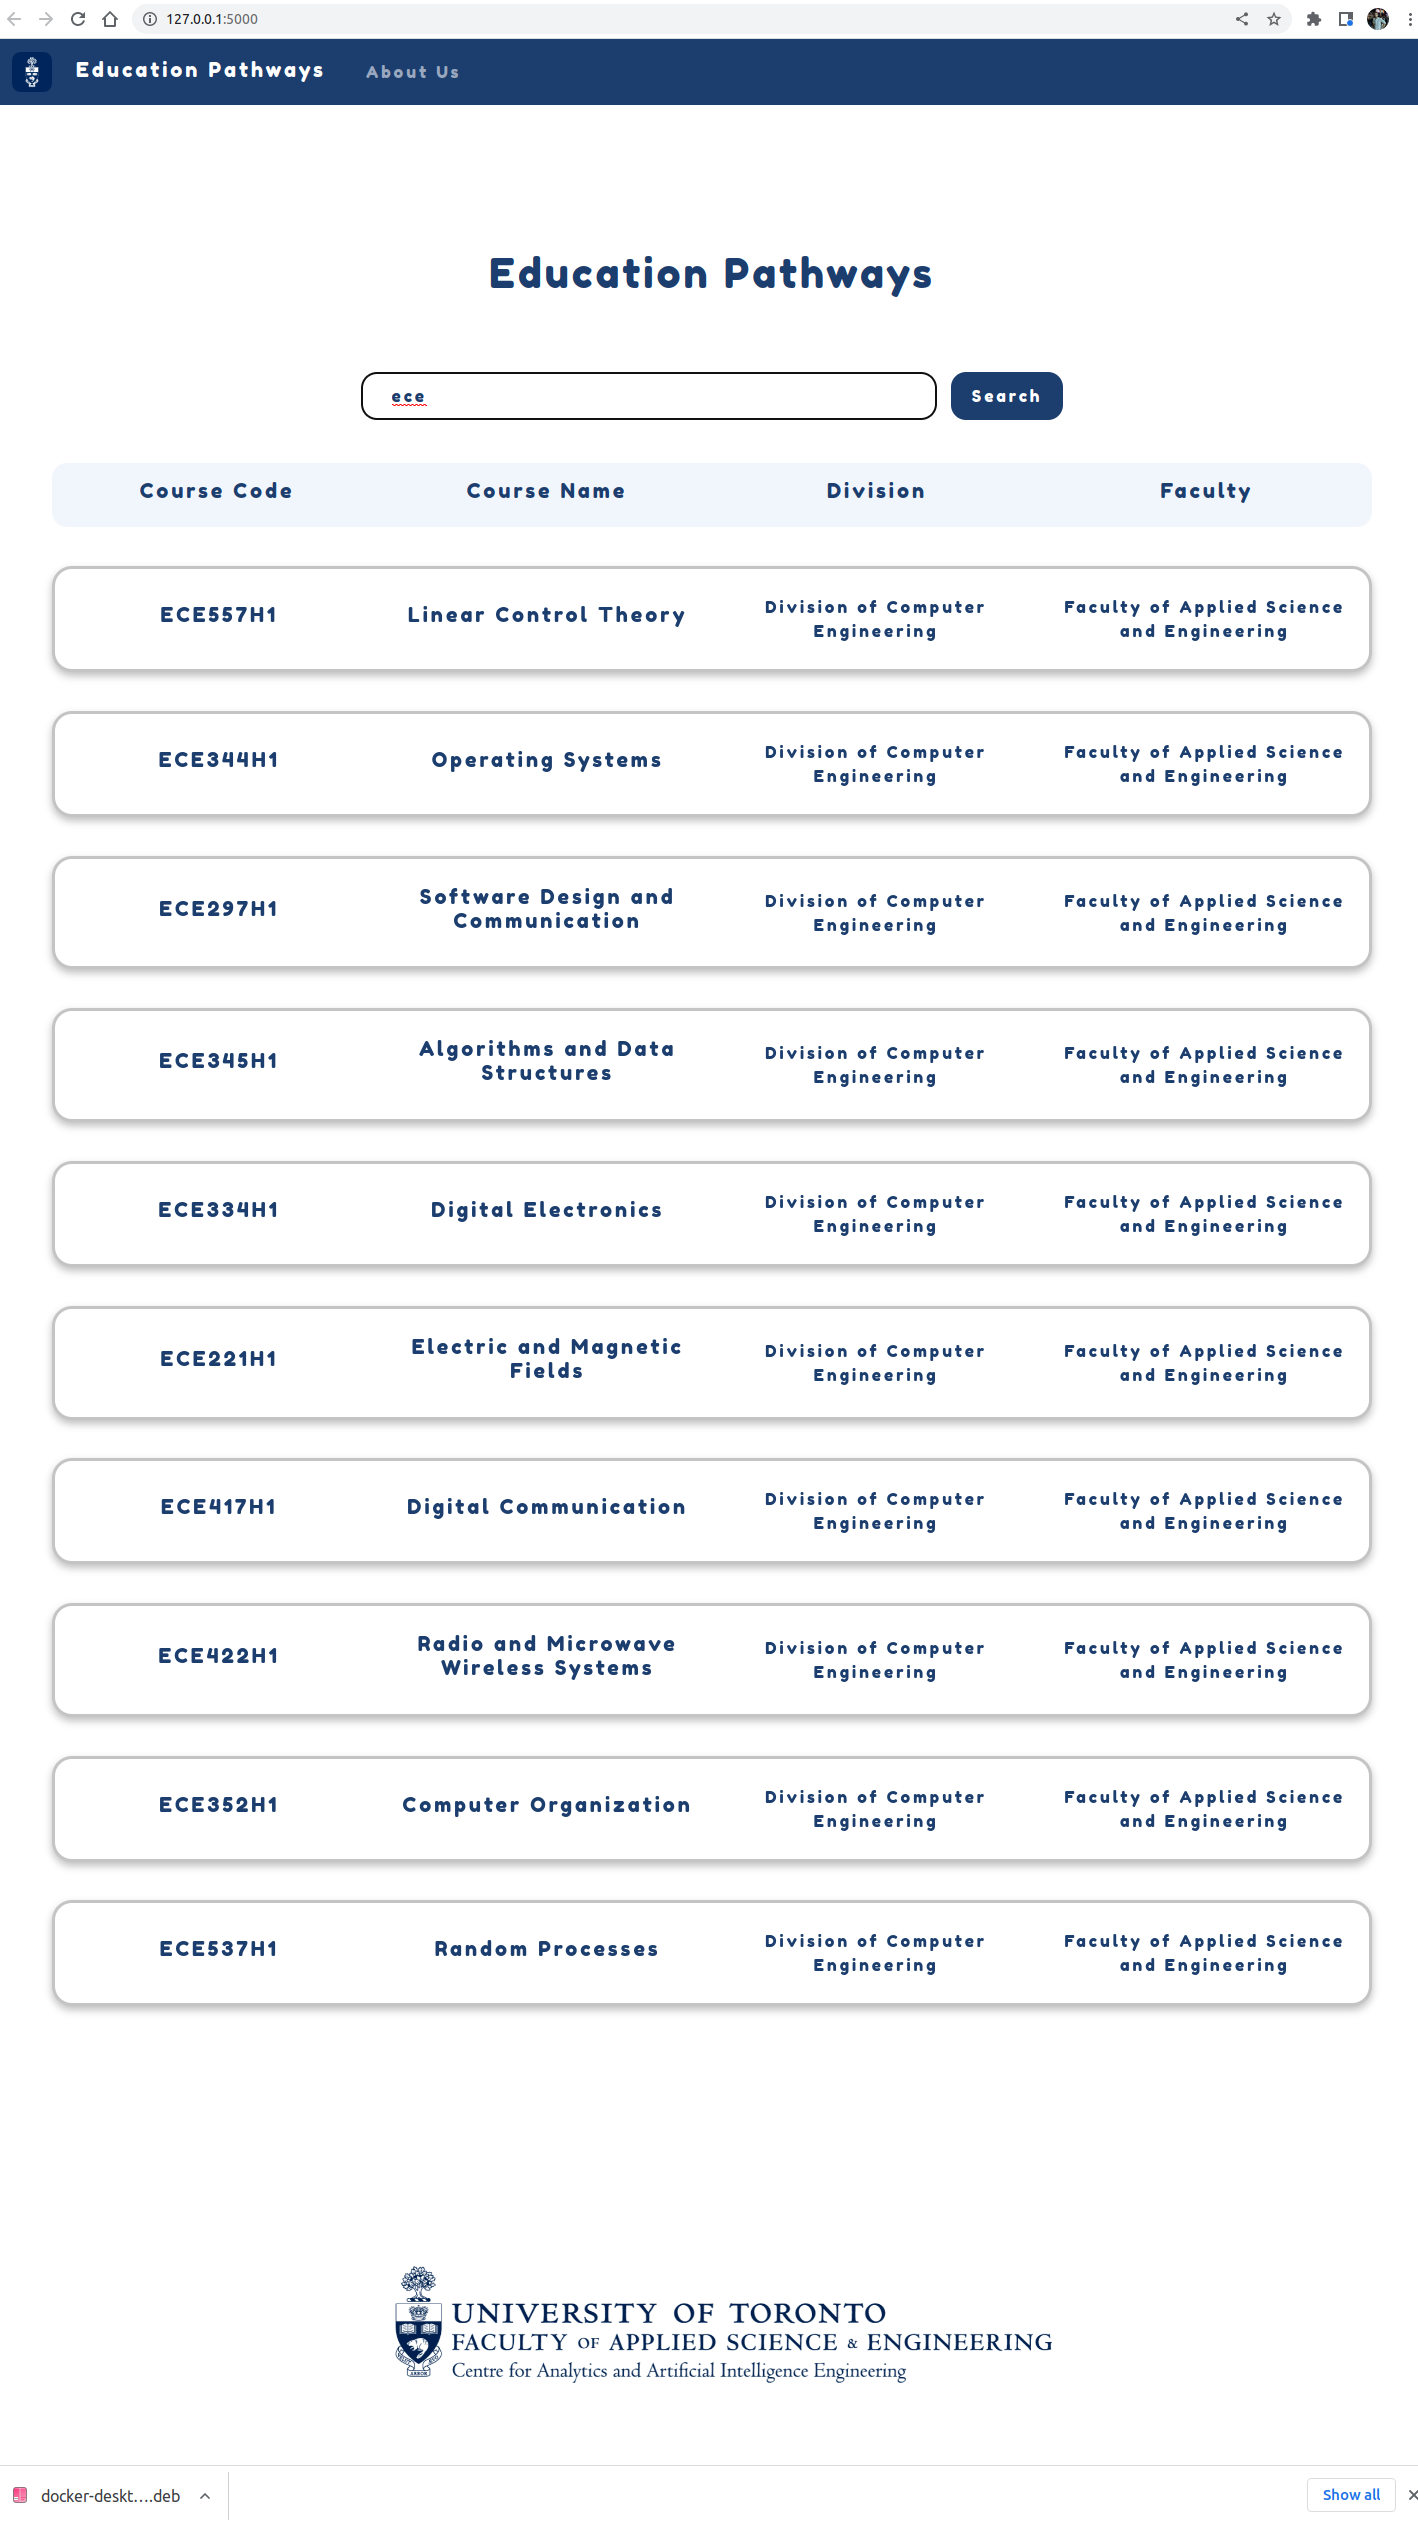 127.0.0.1:5000
Education Pathways About Us
Education Pathways
ece Search
Course Code Course Name Division Faculty
ECE557H1 Linear Control Theory Division of Computer Engineering Faculty of Applied Science and Engineering
ECE344H1 Operating Systems Division of Computer Engineering Faculty of Applied Science and Engineering
ECE297H1 Software Design and Communication Division of Computer Engineering Faculty of Applied Science and Engineering
ECE345H1 Algorithms and Data Structures Division of Computer Engineering Faculty of Applied Science and Engineering
ECE334H1 Digital Electronics Division of Computer Engineering Faculty of Applied Science and Engineering
ECE221H1 Electric and Magnetic Fields Division of Computer Engineering Faculty of Applied Science and Engineering
ECE417H1 Digital Communication Division of Computer Engineering Faculty of Applied Science and Engineering
ECE422H1 Radio and Microwave Wireless Systems Division of Computer Engineering Faculty of Applied Science and Engineering
ECE352H1 Computer Organization Division of Computer Engineering Faculty of Applied Science and Engineering
ECE537H1 Random Processes Division of Computer Engineering Faculty of Applied Science and Engineering
UNIVERSITY OF TORONTO
FACULTY OF APPLIED SCIENCE & ENGINEERING
Centre for Analytics and Artificial Intelligence Engineering
docker-deskt….deb Show all